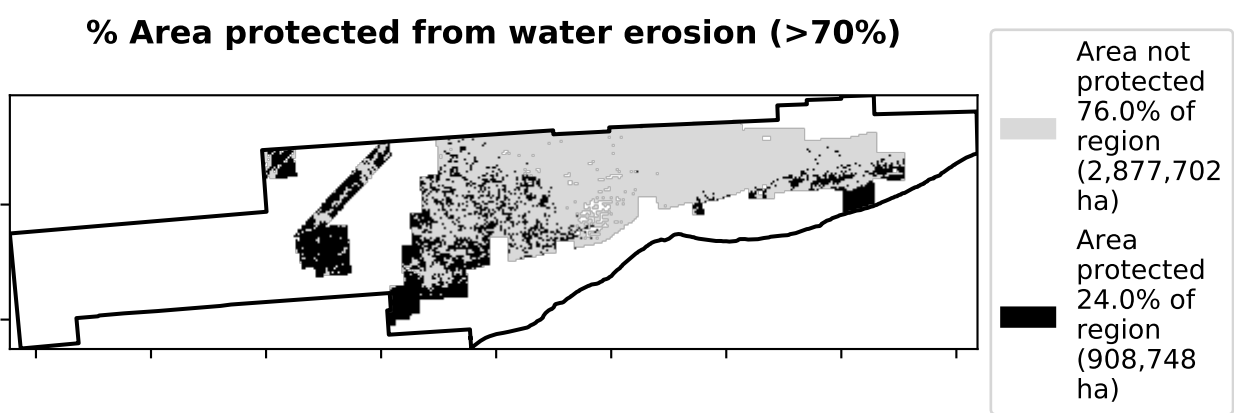 % Area protected from water erosion (>70%)
Area not
protected
76.0% of
region
(2,877,702
ha)
Area
protected
24.0% of
region
(908,748
ha)